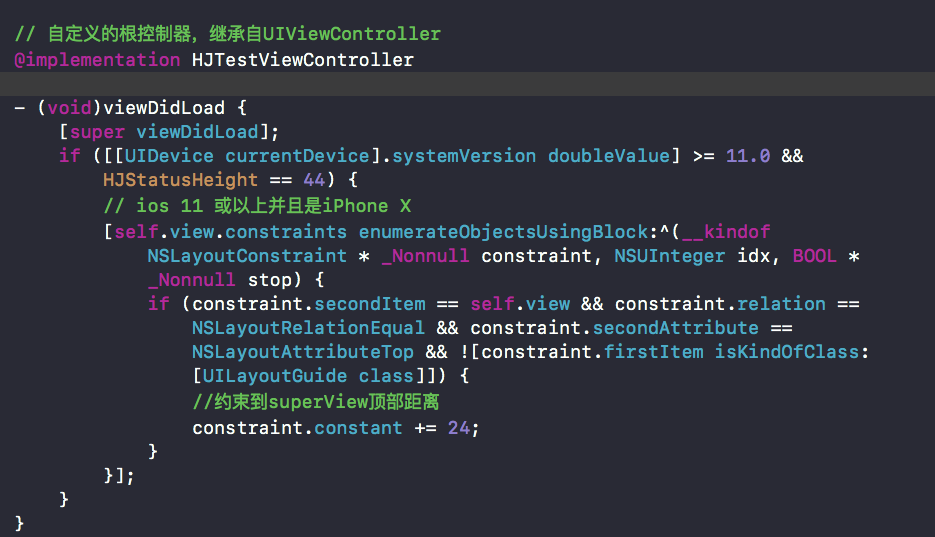 // 自定义的根控制器，继承自UIViewController
@implementation HJTestViewController
- (void)viewDidLoad {
[super viewDidLoad];
if ([[UIDevice currentDevice].systemVersion doubleValue] >= 11.0 &&
HJStatusHeight == 44) {
// ios 11 或以上并且是iPhone X
[self.view.constraints enumerateObjectsUsingBlock:^(__kindof
NSLayoutConstraint * _Nonnull constraint, NSUInteger idx, BOOL *
_Nonnull stop) {
if (constraint.secondItem == self.view && constraint.relation ==
NSLayoutRelationEqual && constraint.secondAttribute ==
NSLayoutAttributeTop && ![constraint.firstItem isKindOfClass:
[UILayoutGuide class]]) {
//约束到superView顶部距离
constraint.constant += 24;
}
}];
}
}